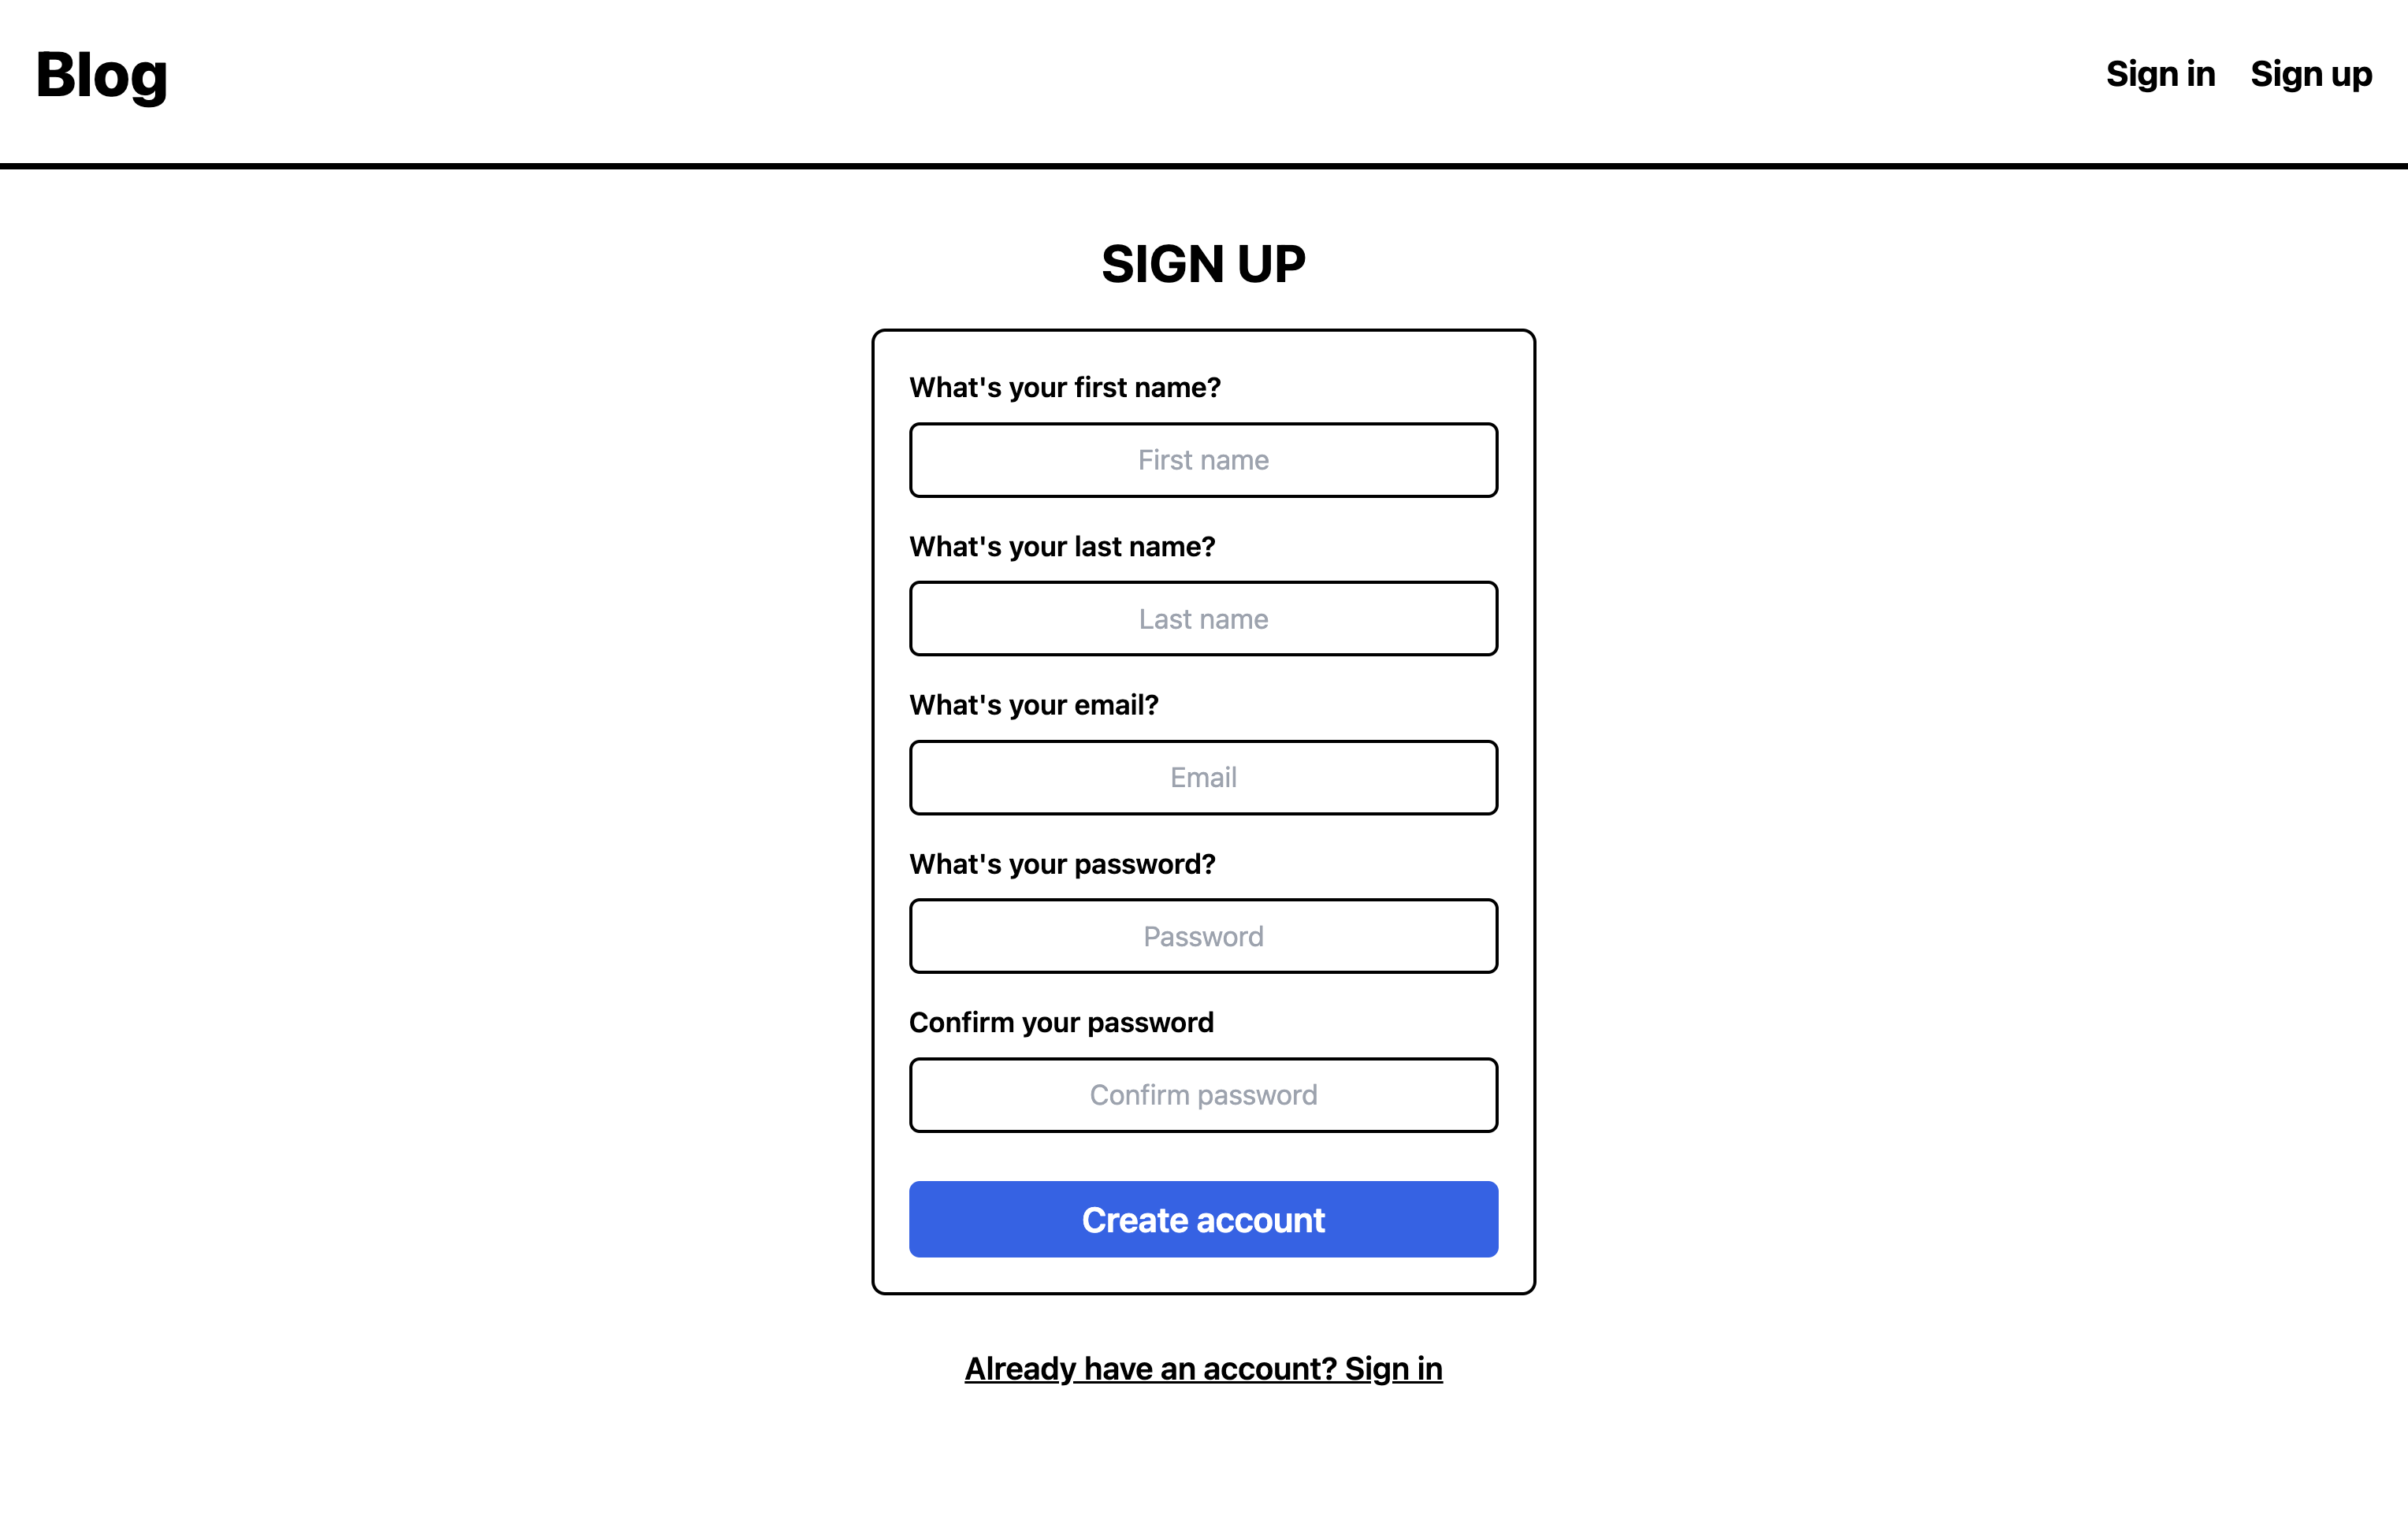 Blog
Sign in Sign up
SIGN UP
What's your first name?
First name
What's your last name?
Last name
What's your email?
Email
What's your password?
Password
Confirm your password
Confirm password
Create account
Already have an account? Sign in